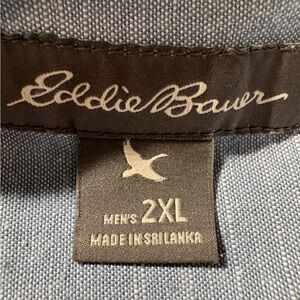 Eddie Bauer
MEN'S 2XL
MADE IN SRI LANKA